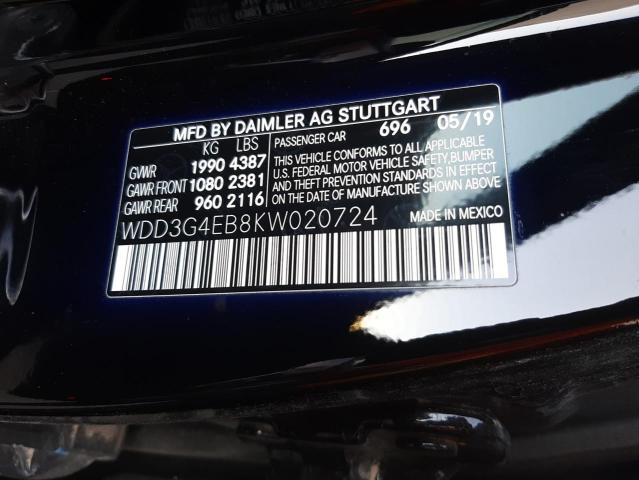 MFD BY DAIMLER AG STUTTGART
KG LBS PASSENGER CAR 696 05/19
GVWR 1990 4387
GAWR FRONT 1080 2381
GAWR REAR 960 2116
THIS VEHICLE CONFORMS TO ALL APPLICABLE
U.S. FEDERAL MOTOR VEHICLE SAFETY, BUMPER
AND THEFT PREVENTION STANDARDS IN EFFECT
ON THE DATE OF MANUFACTURE SHOWN ABOVE.
WDD3G4EB8KW020724 MADE IN MEXICO